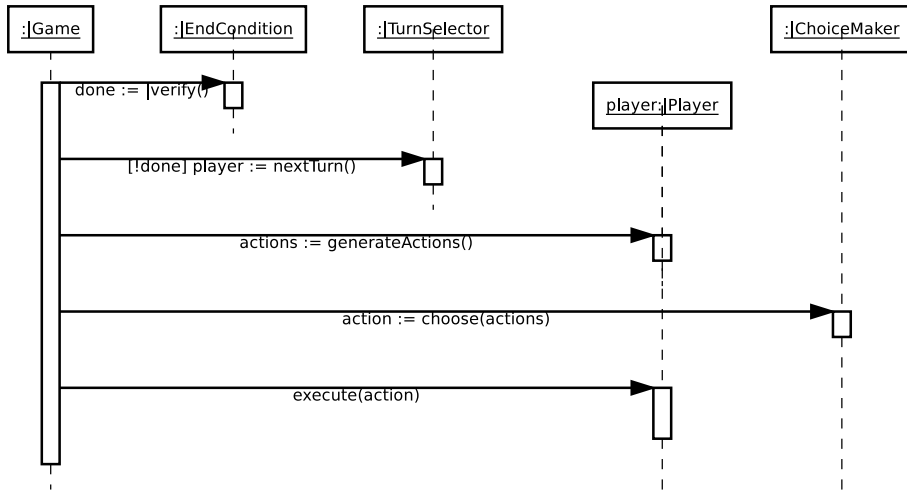 :|Game
:|EndCondition
:|TurnSelector
:|ChoiceMaker
done := |verify()
player:|Player
[!done] player := nextTurn()
actions := generateActions()
action := choose(actions)
execute(action)